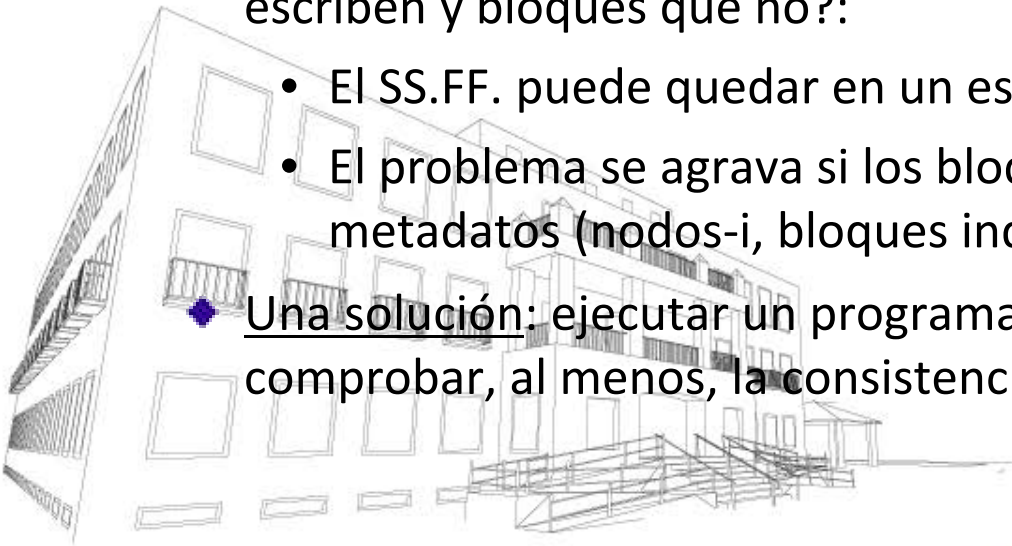 escriben y bloques que no?:
• El SS.FF. puede quedar en un es
• El problema se agrava si los bloq
metadatos (nodos-i, bloques ind
Una solución: ejecutar un programa
comprobar, al menos, la consistenc